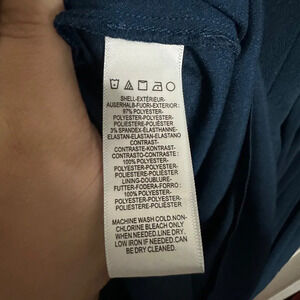 SHELL-EXTÉRIEUR-
AUßERHALB-FUORI-EXTERIOR:
97% POLYESTER-
POLYESTER-POLYESTER-
POLIESTERE-POLIÉSTER
3% SPANDEX-ÉLASTHANNE-
ELASTAN-ELASTAN-ELASTANO
CONTRAST-
CONTRASTE-KONTRAST-
CONTRASTO-CONTRASTE:
100% POLYESTER-
POLYESTER-POLYESTER-
POLIESTERE-POLIÉSTER
LINING-DOUBLURE-
FUTTER-FODERA-FORRO:
100% POLYESTER-
POLYESTER-POLYESTER-
POLIESTERE-POLIÉSTER
MACHINE WASH COLD.NON-
CHLORINE BLEACH ONLY
WHEN NEEDED.LINE DRY.
LOW IRON IF NEEDED.CAN
BE DRY CLEANED.